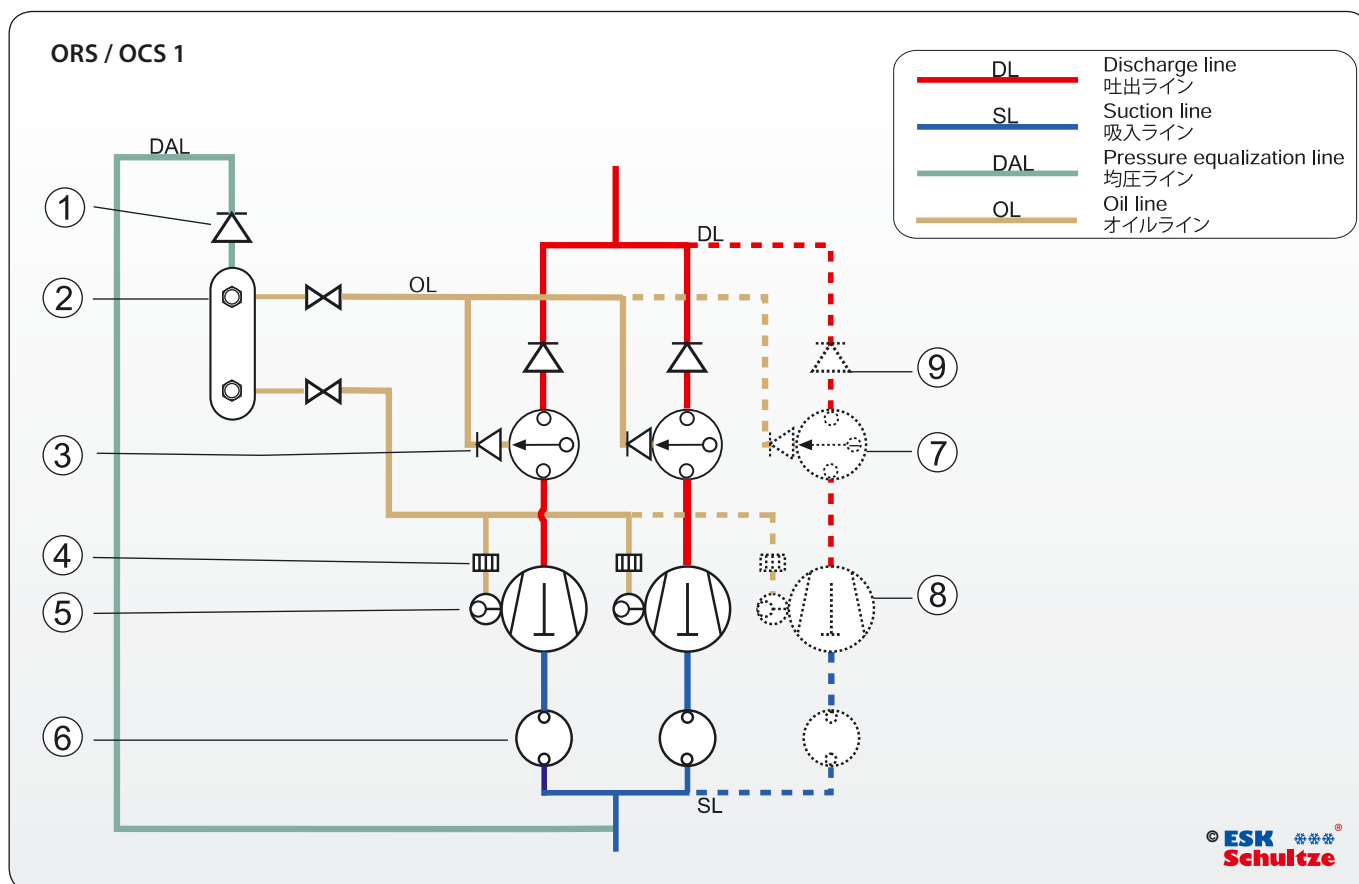 ORS / OCS 1
DL Discharge line
吐出ライン
SL Suction line
吸入ライン
DAL Pressure equalization line
均圧ライン
OL Oil line
オイルライン
DAL
1
DL
2
OL
9
3
7
4
5
8
6
SL
© ESK ®
Schultze